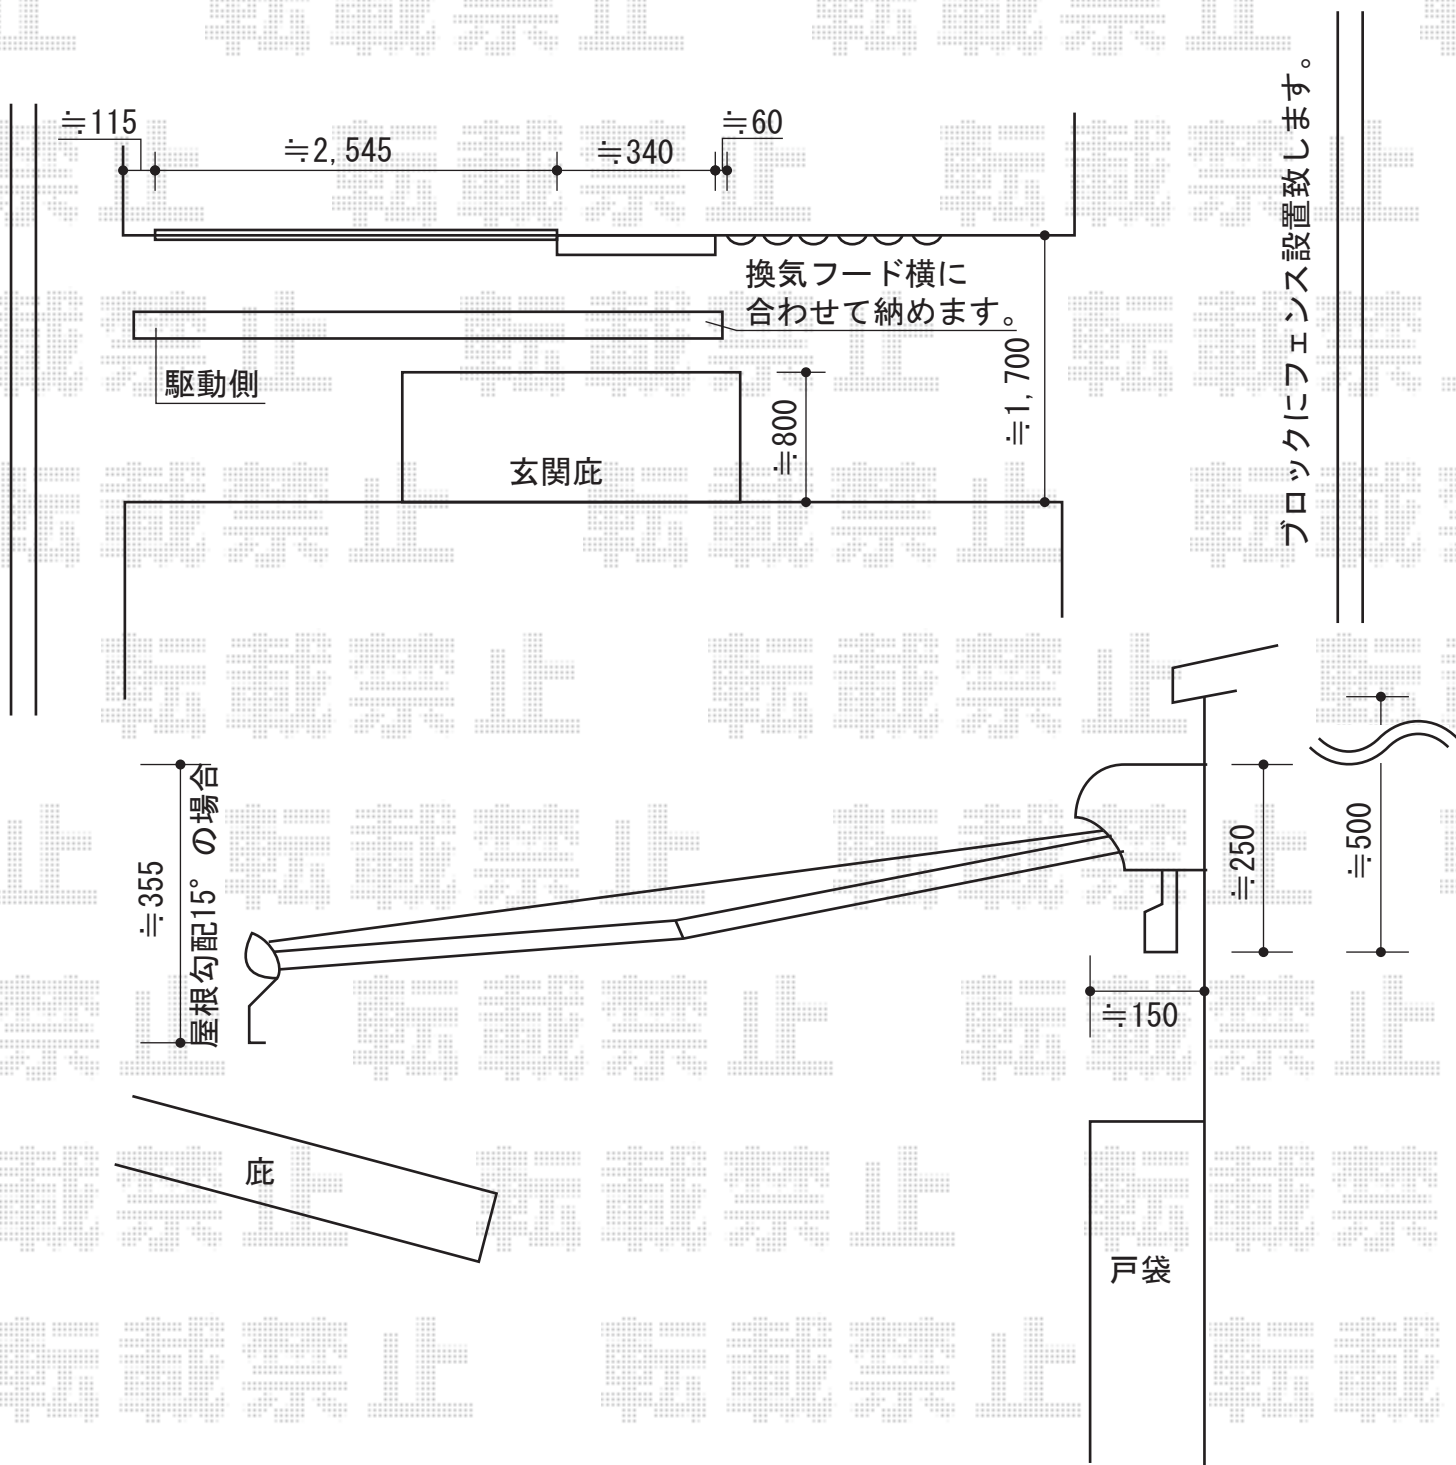 ≒115
≒2,545
≒340
≒60
換気フード横に
合わせて納めます。
駆動側
玄関庇
≒800
≒1,700
ブロックにフェンス設置致します。
≒355
屋根勾配15°の場合
≒250
≒500
≒150
庇
戸袋
転載禁止